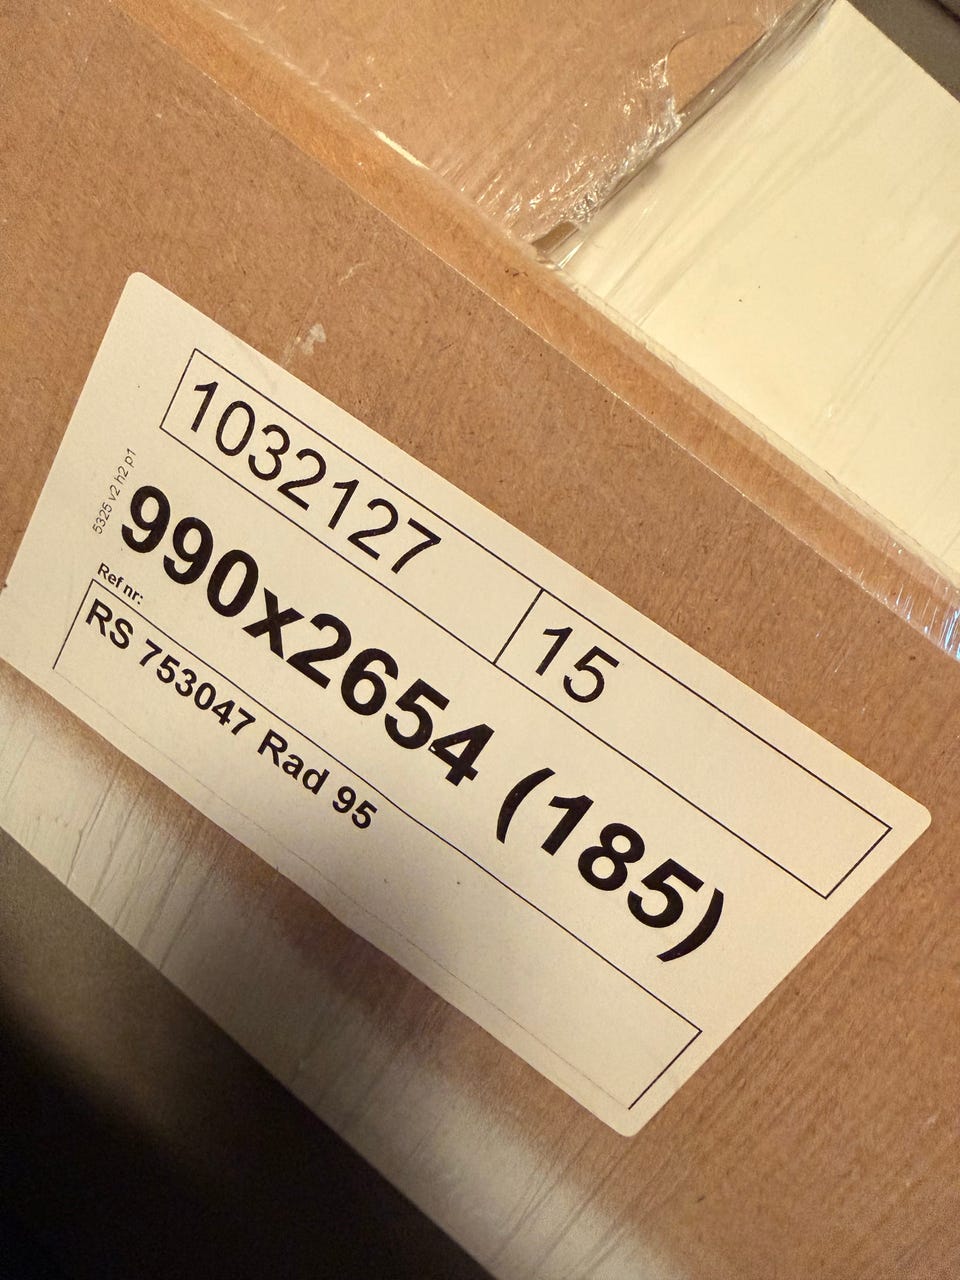 1032127 15
5325 v2 h2 p1
990x2654 (185)
Ref nr:
RS 753047 Rad 95